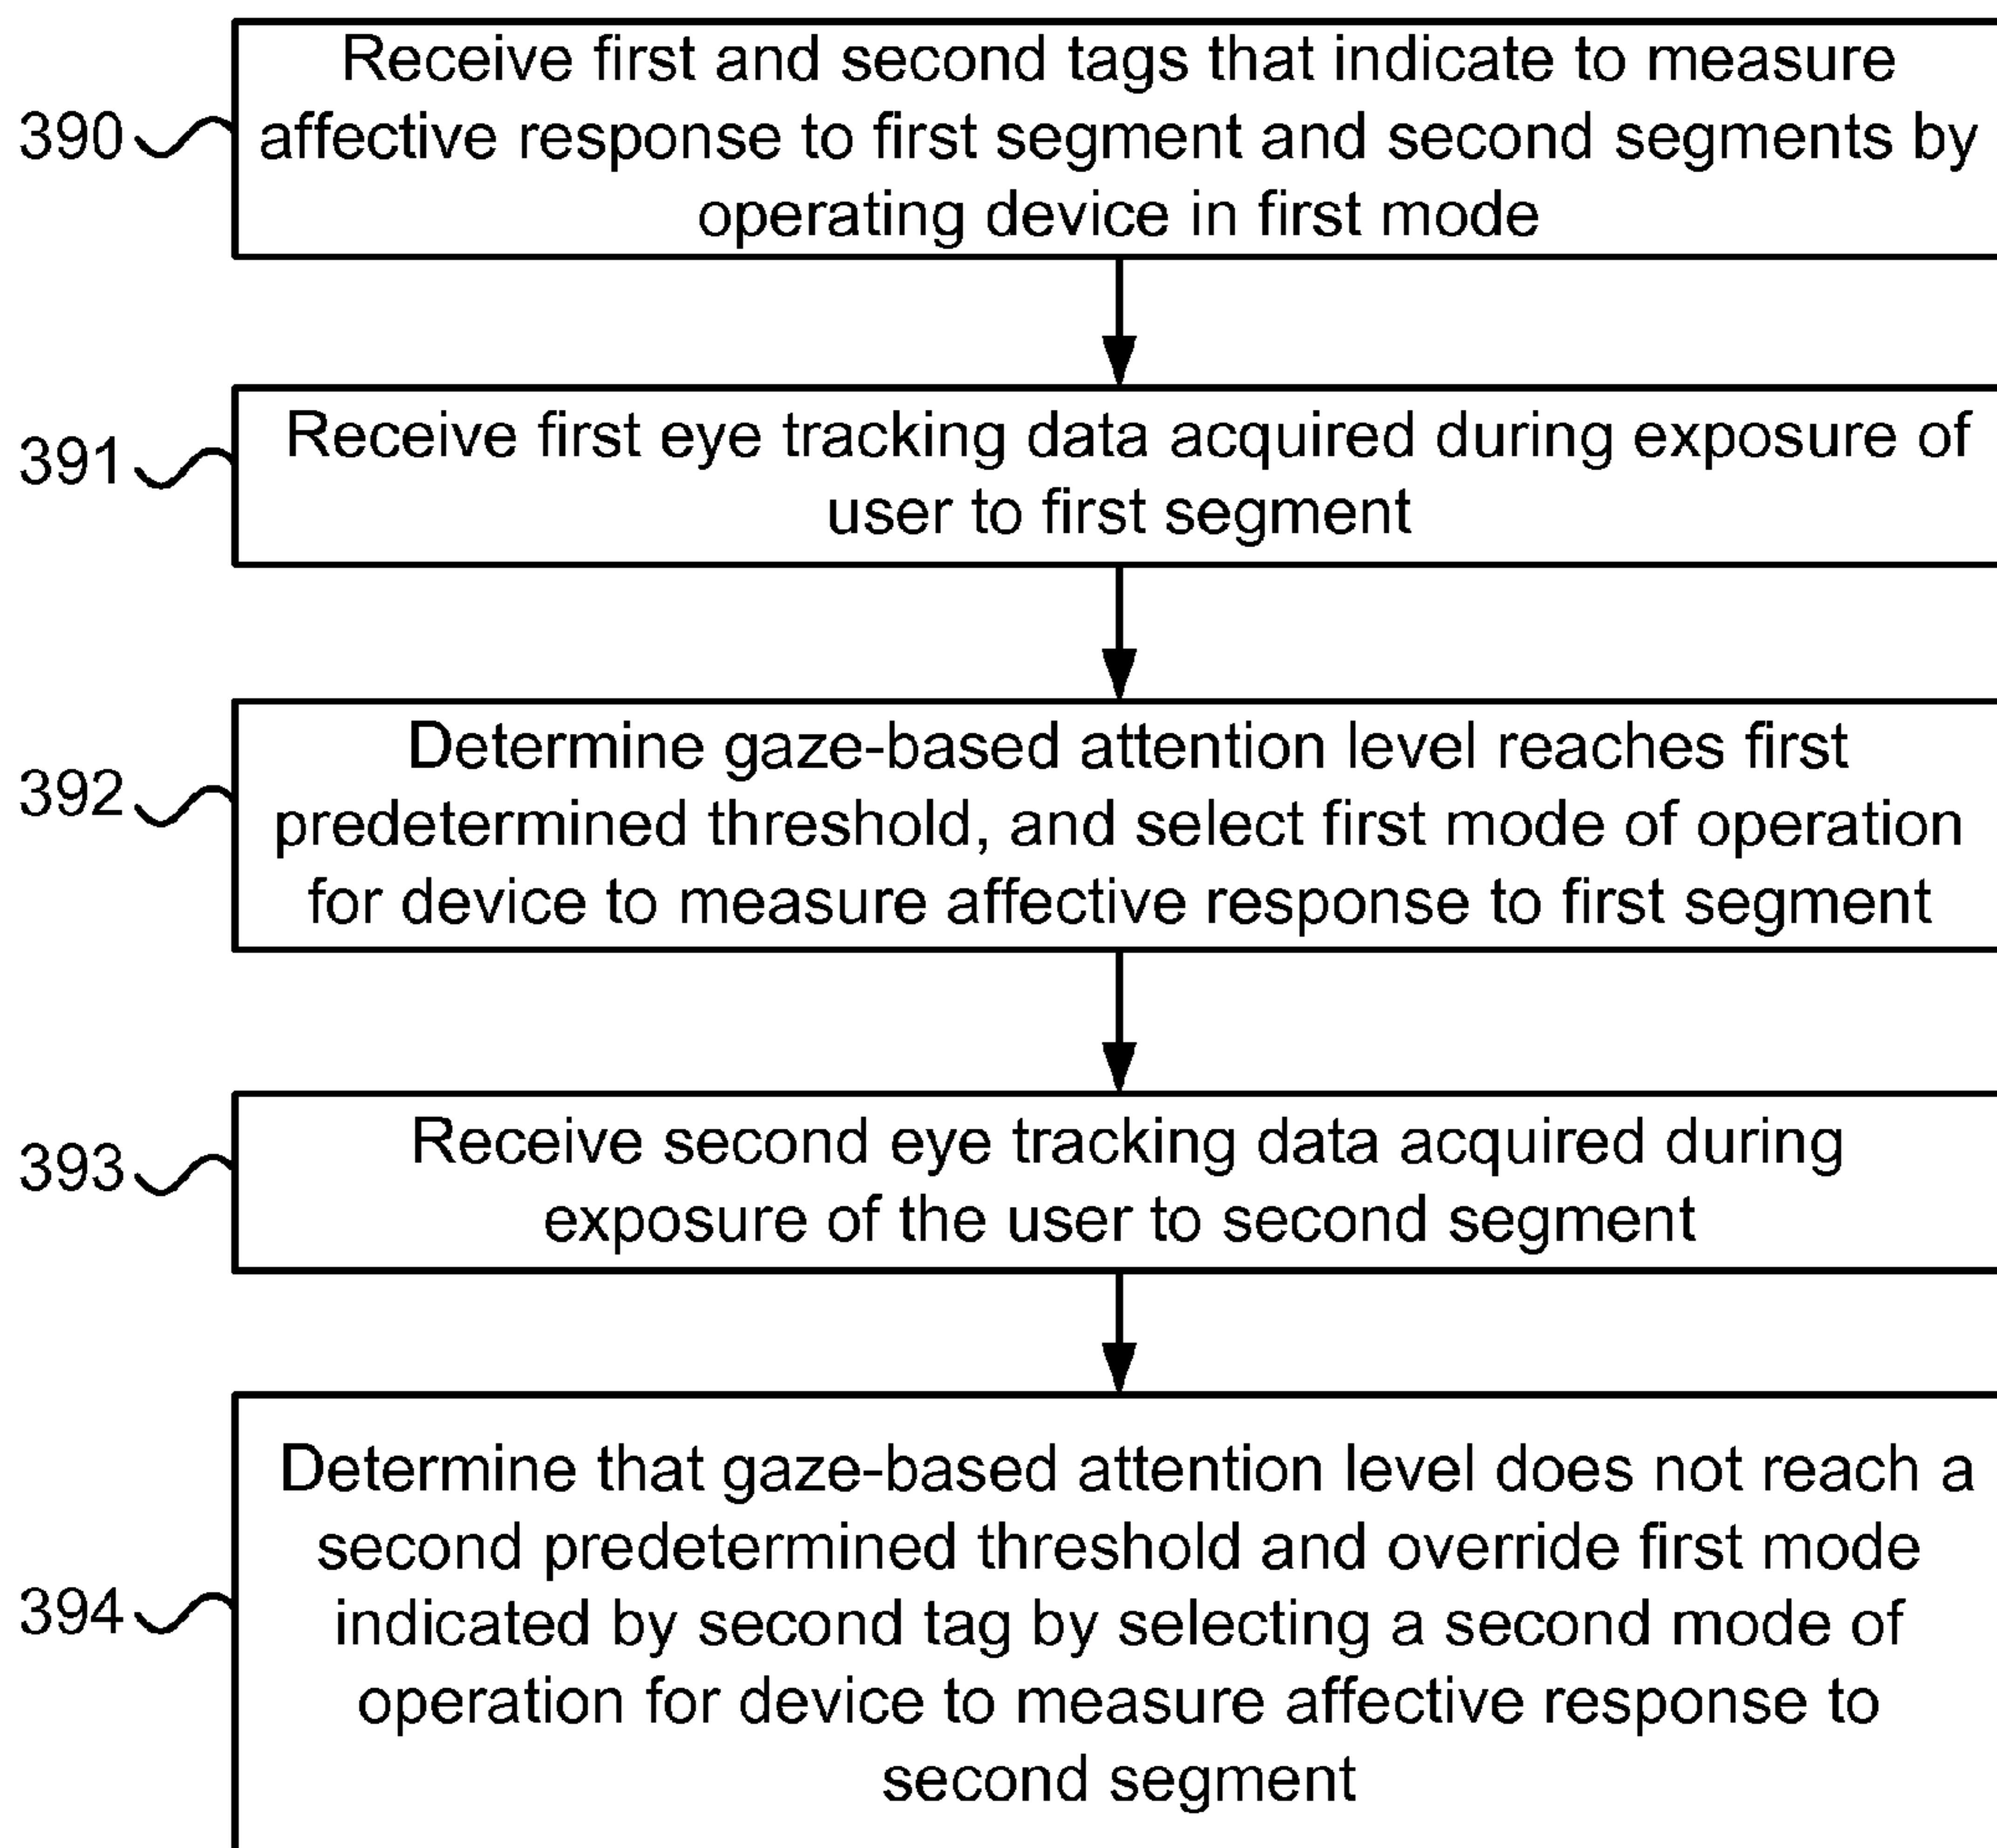 Receive first and second tags that indicate to measure
390
affective response to first segment and second segments by
operating device in first mode
Receive first eye tracking data acquired during exposure of
391
user to first segment
Determine gaze-based attention level reaches first
392
predetermined threshold, and select first mode of operation
for device to measure affective response to first segment
Receive second eye tracking data acquired during
393
exposure of the user to second segment
Determine that gaze-based attention level does not reach a
second predetermined threshold and override first mode
394
indicated by second tag by selecting a second mode of
operation for device to measure affective response to
second segment